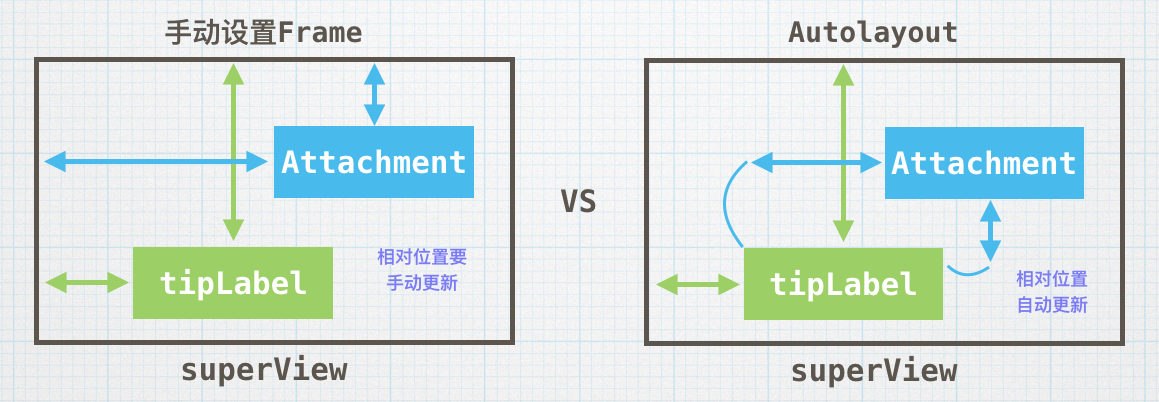 手动设置Frame
Attachment
tipLabel
相对位置要
手动更新
superView
VS
Autolayout
Attachment
tipLabel
相对位置
自动更新
superView